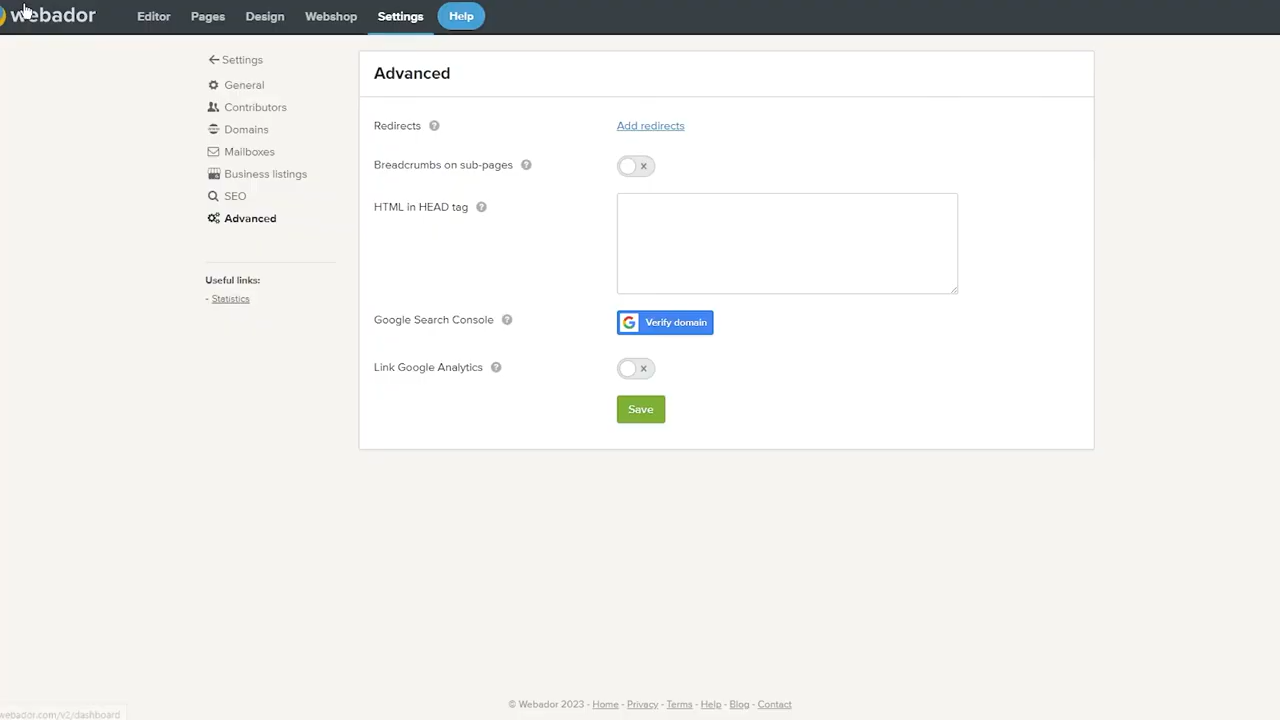 webador
Editor
Pages
Design
Webshop
Settings
Help
Settings
General
Contributors
Domains
Mailboxes
Business listings
SEO
Advanced
Useful links:
- Statistics
Advanced
Redirects ?
Add redirects
Breadcrumbs on sub-pages ?
HTML in HEAD tag ?
Google Search Console ?
G Verify domain
Link Google Analytics ?
Save
© Webador 2023 - Home - Privacy - Terms - Help - Blog - Contact
webador.com/v2/dashboard